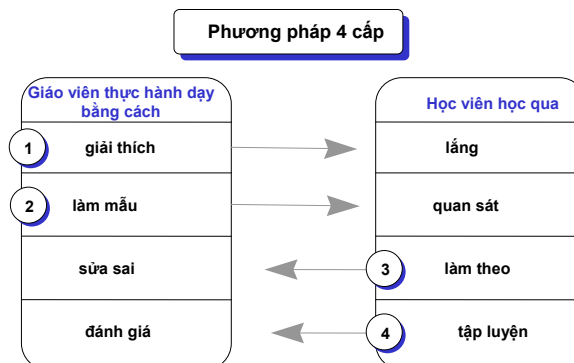 Phương pháp 4 cấp
Giáo viên thực hành dạy
bằng cách
Học viên học qua
1 giải thích
lắng
2 làm mẫu
quan sát
sửa sai
3 làm theo
đánh giá
4 tập luyện